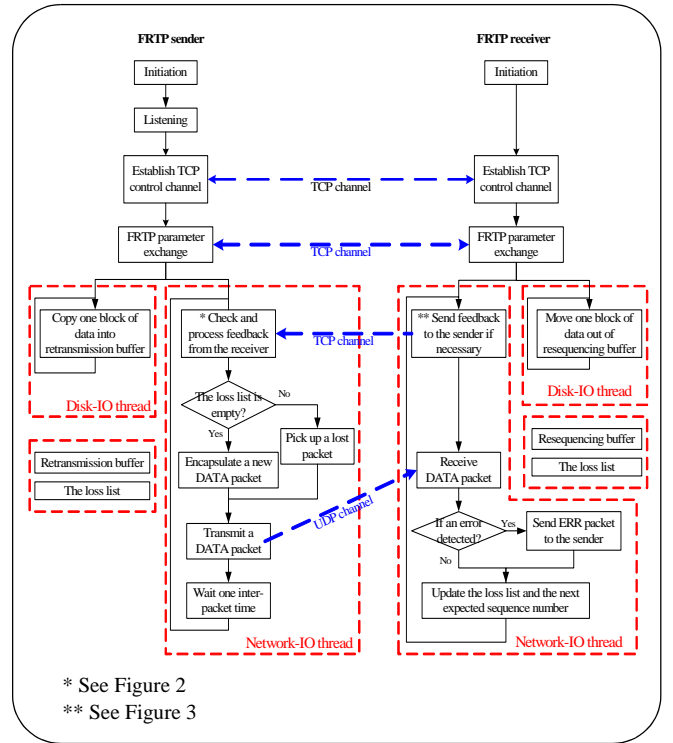 FRTP sender
Initiation
Listening
Establish TCP
control channel
FRTP parameter
exchange
FRTP receiver
Initiation
Establish TCP
control channel
FRTP parameter
exchange
TCP channel
TCP channel
TCP channel
UDP channel
Copy one block of
data into
retransmission buffer
Disk-IO thread
Retransmission buffer
The loss list
* Check and
process feedback
from the receiver
The loss list is
empty?
No
Yes
Pick up a lost
packet
Encapsulate a new
DATA packet
Transmit a
DATA packet
Wait one inter-
packet time
Network-IO thread
** Send feedback
to the sender if
necessary
Receive
DATA packet
If an error
detected?
Yes
No
Send ERR packet
to the sender
Update the loss list and the next
expected sequence number
Network-IO thread
Move one block of
data out of
resequencing buffer
Disk-IO thread
Resequencing buffer
The loss list
* See Figure 2
** See Figure 3